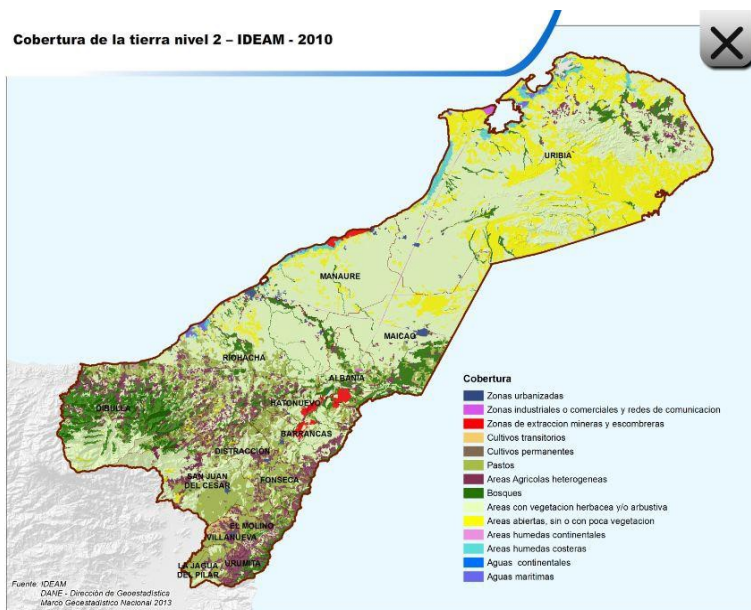 Cobertura de la tierra nivel 2 – IDEAM - 2010
URIBIA
MANAURE
MAICAO
RIOHACHA
ALBANIA
DIBULLA
HATONUEVO
BARRANCAS
DISTRACCION
SAN JUAN
DEL CESAR
FONSECA
EL MOLINO
VILLANUEVA
LA JAGUA
DEL PILAR
URUMITA
Cobertura
Zonas urbanizadas
Zonas industriales o comerciales y redes de comunicacion
Zonas de extraccion mineras y escombreras
Cultivos transitorios
Cultivos permanentes
Pastos
Areas Agricolas heterogeneas
Bosques
Areas con vegetacion herbacea y/o arbustiva
Areas abiertas, sin o con poca vegetacion
Areas humedas continentales
Areas humedas costeras
Aguas continentales
Aguas maritimas
Fuente: IDEAM
DANE - Dirección de Geoestadística
Marco Geoestadístico Nacional 2013